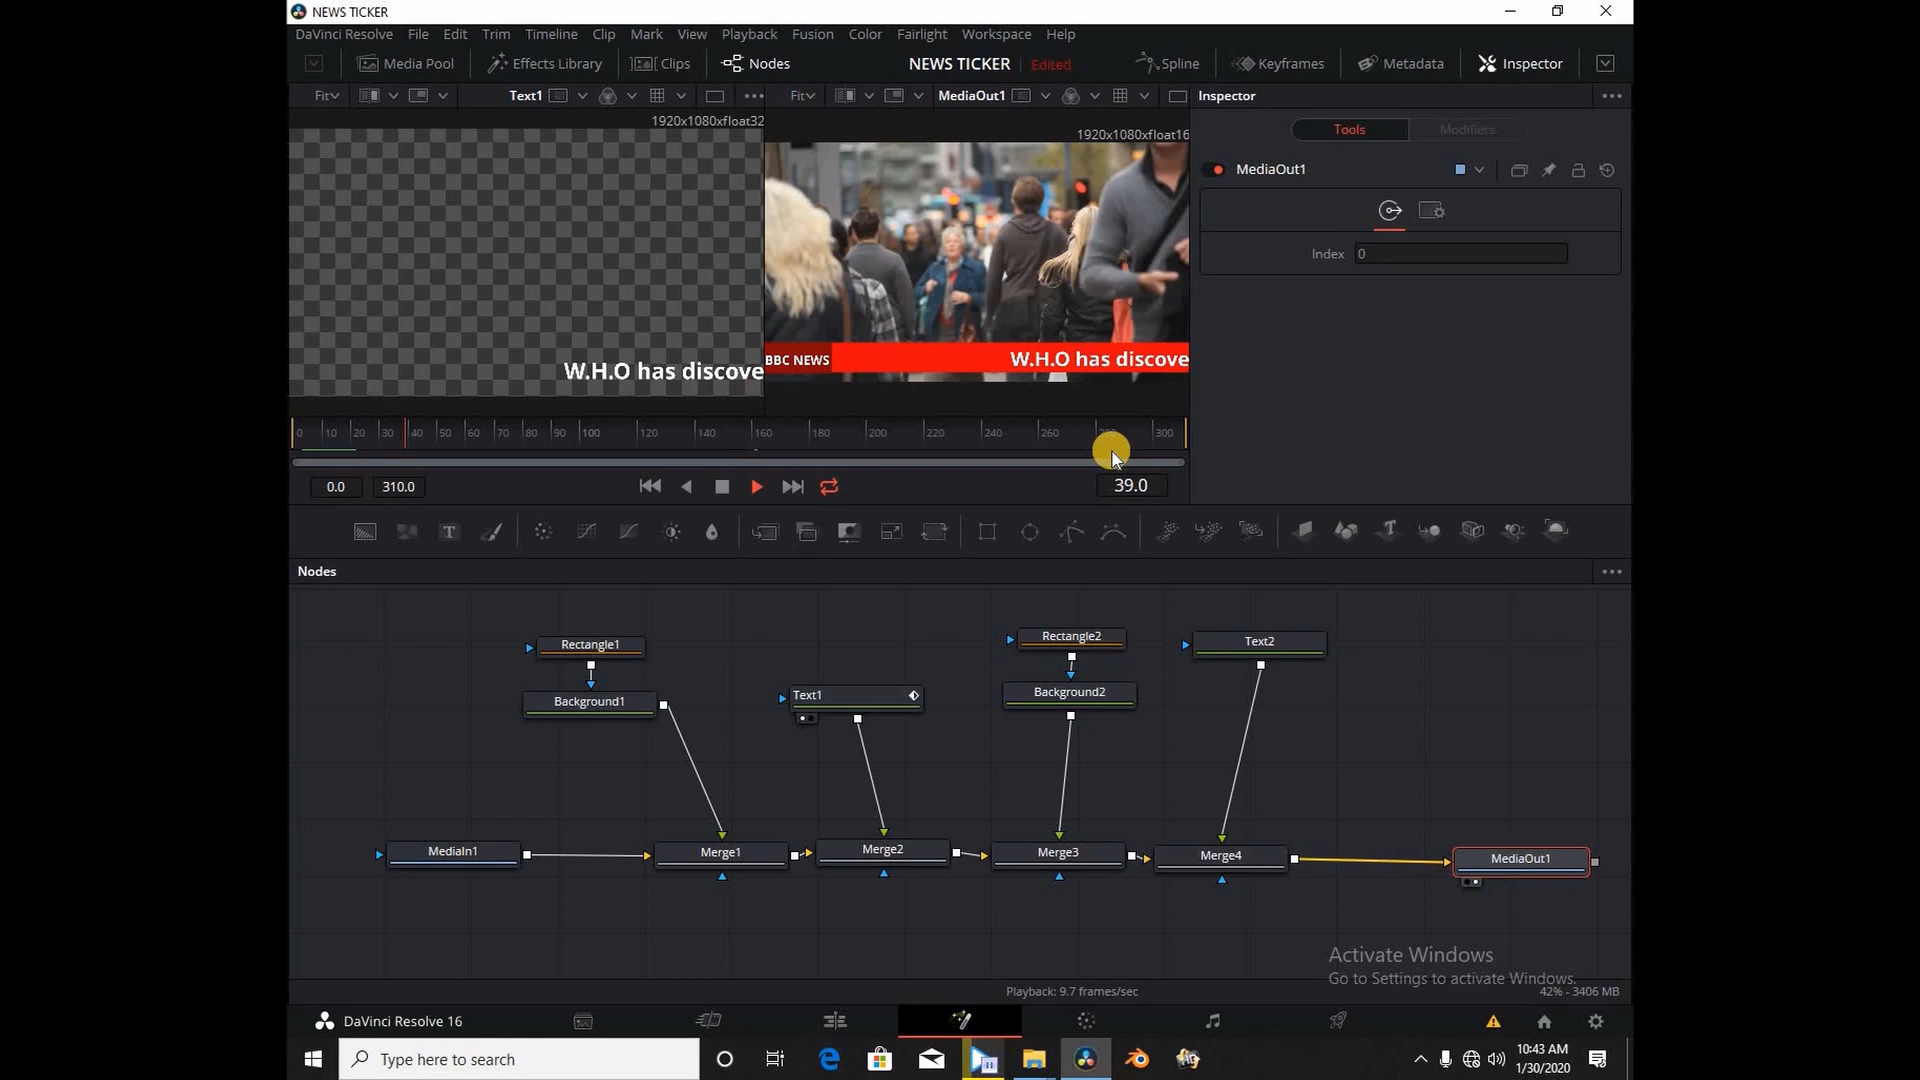 NEWS TICKER
DaVinci Resolve File Edit Trim Timeline Clip Mark View Playback Fusion Color Fairlight Workspace Help
Media Pool Effects Library Clips Nodes NEWS TICKER Edited Spline Keyframes Metadata Inspector
Fit Text1 Fit MediaOut1 Inspector
1920x1080xfloat32
1920x1080xfloat16
Tools Modifiers
MediaOut1
Index 0
W.H.O has discove
BBC NEWS W.H.O has discove
0 10 20 30 40 50 60 70 80 90 100 120 140 160 180 200 220 240 260 280 300
0.0 310.0 39.0
T
Nodes
Rectangle1 Rectangle2 Text2
Background1 Text1 Background2
MediaIn1 Merge1 Merge2 Merge3 Merge4 MediaOut1
Activate Windows
Go to Settings to activate Windows.
Playback: 9.7 frames/sec 42% - 3406 MB
DaVinci Resolve 16
Type here to search
10:43 AM
1/30/2020